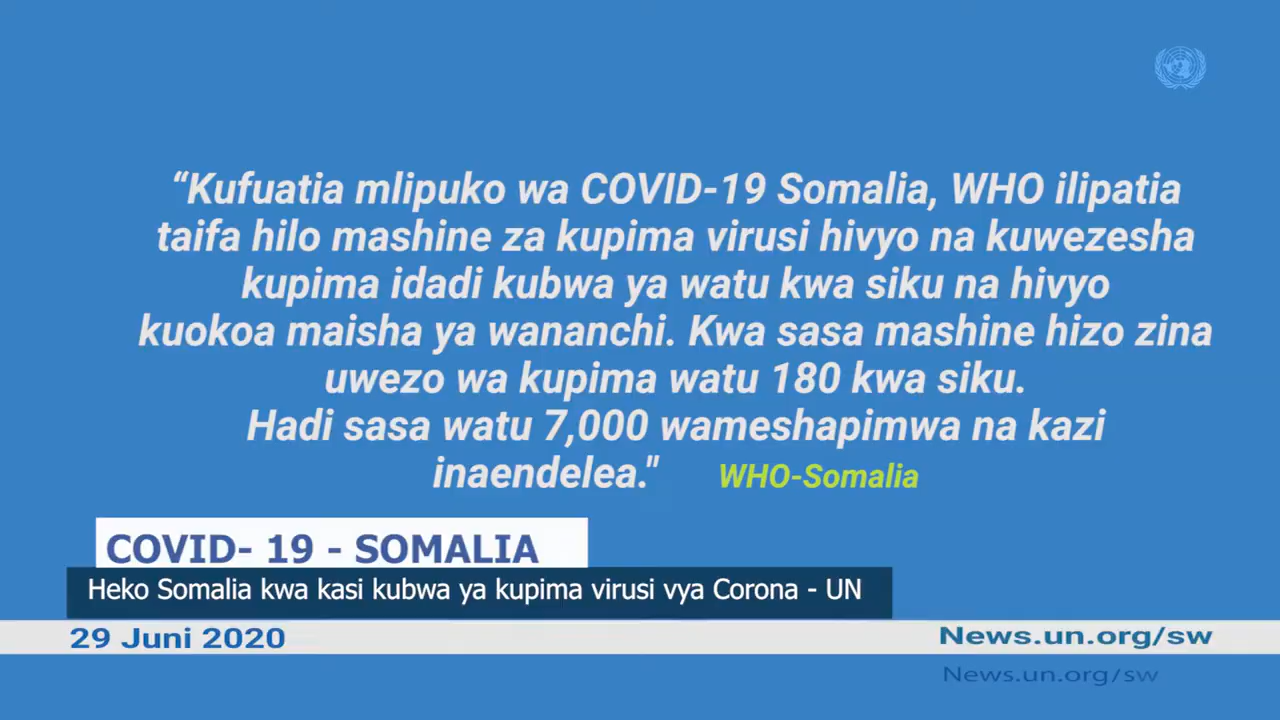 “Kufuatia mlipuko wa COVID-19 Somalia, WHO ilipatia
taifa hilo mashine za kupima virusi hivyo na kuwezesha
kupima idadi kubwa ya watu kwa siku na hivyo
kuokoa maisha ya wananchi. Kwa sasa mashine hizo zina
uwezo wa kupima watu 180 kwa siku.
Hadi sasa watu 7,000 wameshapimwa na kazi
inaendelea." WHO-Somalia
COVID- 19 - SOMALIA
Heko Somalia kwa kasi kubwa ya kupima virusi vya Corona - UN
29 Juni 2020 News.un.org/sw
News.un.org/sw